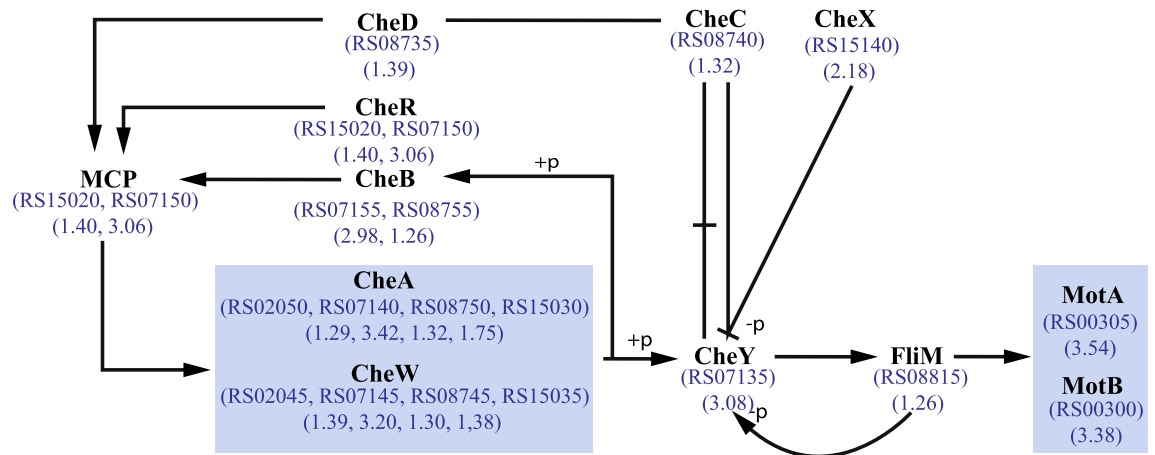 CheD
(RS08735)
(1.39)
CheC
(RS08740)
(1.32)
CheX
(RS15140)
(2.18)
CheR
(RS15020, RS07150)
(1.40, 3.06)
MCP
(RS15020, RS07150)
(1.40, 3.06)
CheB
(RS07155, RS08755)
(2.98, 1.26)
+p
CheA
(RS02050, RS07140, RS08750, RS15030)
(1.29, 3.42, 1.32, 1.75)
CheW
(RS02045, RS07145, RS08745, RS15035)
(1.39, 3.20, 1.30, 1,38)
+p
-p
CheY
(RS07135)
(3.08)
-p
FliM
(RS08815)
(1.26)
MotA
(RS00305)
(3.54)
MotB
(RS00300)
(3.38)